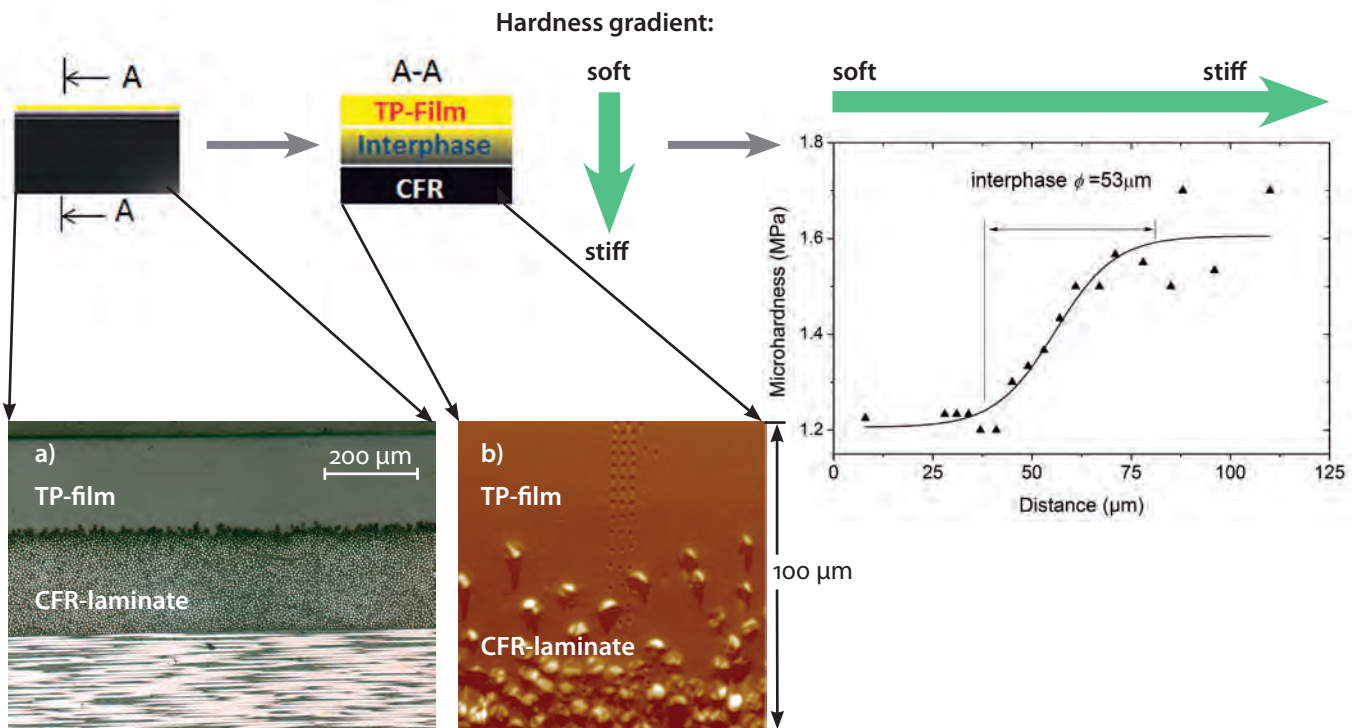 Hardness gradient:
A
A-A
soft
soft
stiff
TP-Film
Interphase
CFR
A
stiff
1.8
1.6
1.4
1.2
Microhardness (MPa)
interphase ϕ =53μm
0
25
50
75
100
125
Distance (μm)
a)
200 μm
TP-film
CFR-laminate
b)
TP-film
CFR-laminate
100 μm